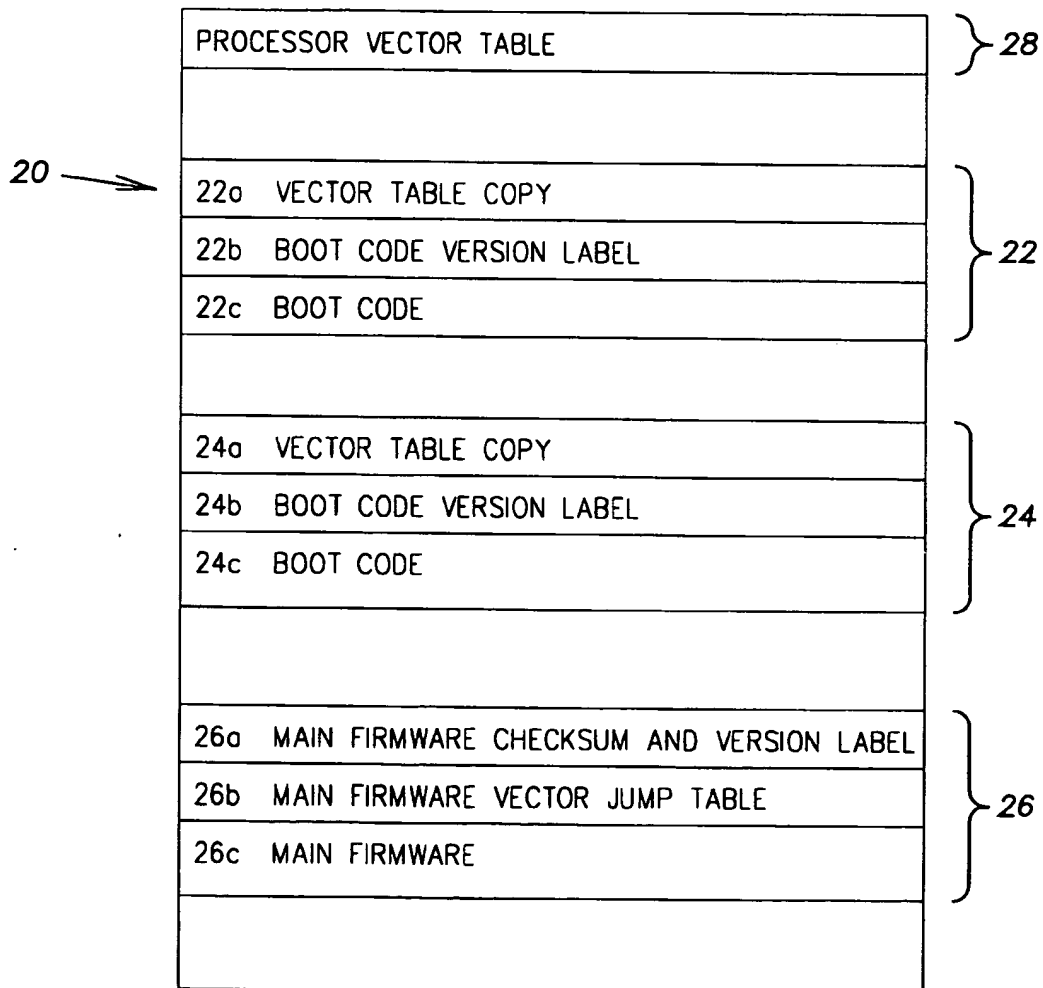 PROCESSOR VECTOR TABLE
28
20
22a VECTOR TABLE COPY
22b BOOT CODE VERSION LABEL
22
22c BOOT CODE
24a VECTOR TABLE COPY
24b BOOT CODE VERSION LABEL
24
24c BOOT CODE
26a MAIN FIRMWARE CHECKSUM AND VERSION LABEL
26b MAIN FIRMWARE VECTOR JUMP TABLE
26
26c MAIN FIRMWARE